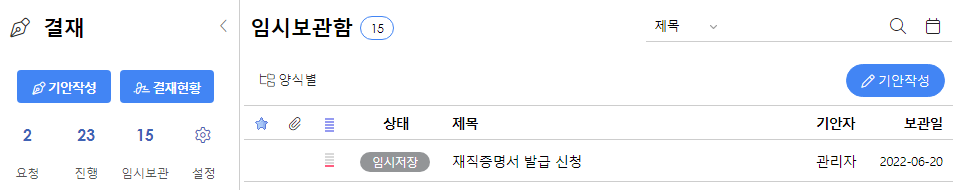 결재
기안작성 결재현황
2 23 15
요청 진행 임시보관 설정
임시보관함 15
제목
양식별
기안작성
상태 제목 기안자 보관일
임시저장 재직증명서 발급 신청 관리자 2022-06-20